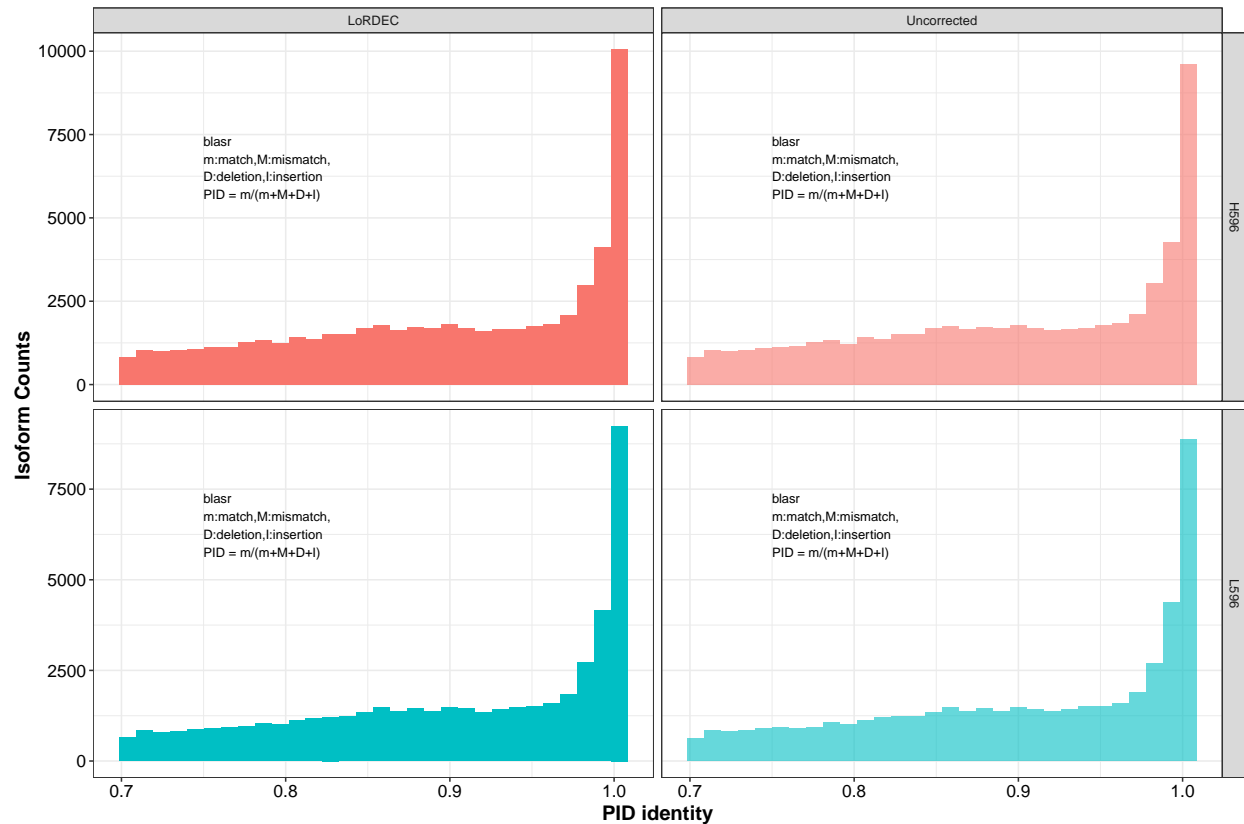 LoRDEC
Uncorrected
10000
7500
5000
2500
0
blasr
m:match,M:mismatch,
D:deletion,I:insertion
PID = m/(m+M+D+I)
blasr
m:match,M:mismatch,
D:deletion,I:insertion
PID = m/(m+M+D+I)
H596
Isoform Counts
7500
5000
2500
0
blasr
m:match,M:mismatch,
D:deletion,I:insertion
PID = m/(m+M+D+I)
blasr
m:match,M:mismatch,
D:deletion,I:insertion
PID = m/(m+M+D+I)
L596
0.7 0.8 0.9 1.0
0.7 0.8 0.9 1.0
PID identity